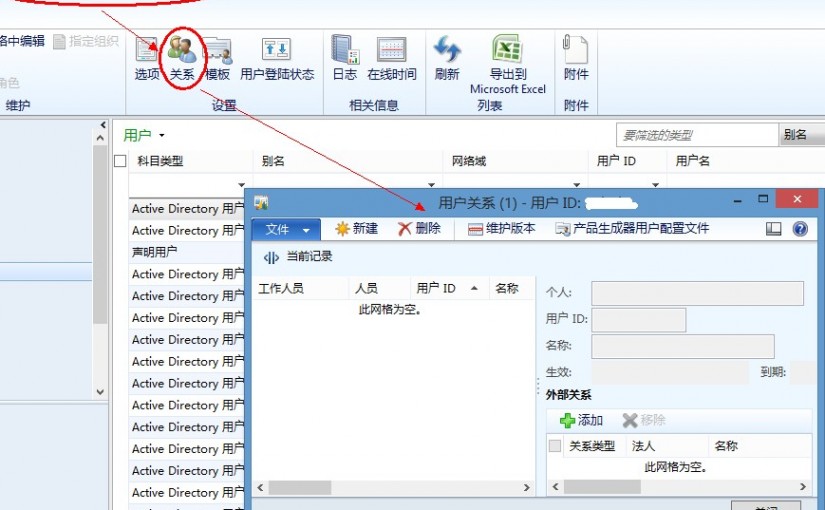 络中编辑 指定组织
角色
维护
选项 关系 模板 用户登陆状态
设置
日志 在线时间
相关信息
刷新 导出到
Microsoft Excel
列表
附件
附件
用户
要筛选的类型 别名
科目类型 别名 网络域 用户 ID 用户名
Active Directory 用户
Active Directory 用户
声明用户
Active Directory 用户
Active Directory 用户
Active Directory 用户
Active Directory 用户
Active Directory 用户
Active Directory 用户
Active Directory 用户
Active Directory 用户
Active Directory 用户
Active Directory 用户
Active Directory 用户
用户关系 (1) - 用户 ID:
文件 新建 删除 维护版本 产品生成器用户配置文件
当前记录
工作人员 人员 用户 ID 名称
此网格为空。
个人:
用户 ID:
名称:
生效: 到期:
外部关系
添加 移除
关系类型 法人 名称
此网格为空。
关闭